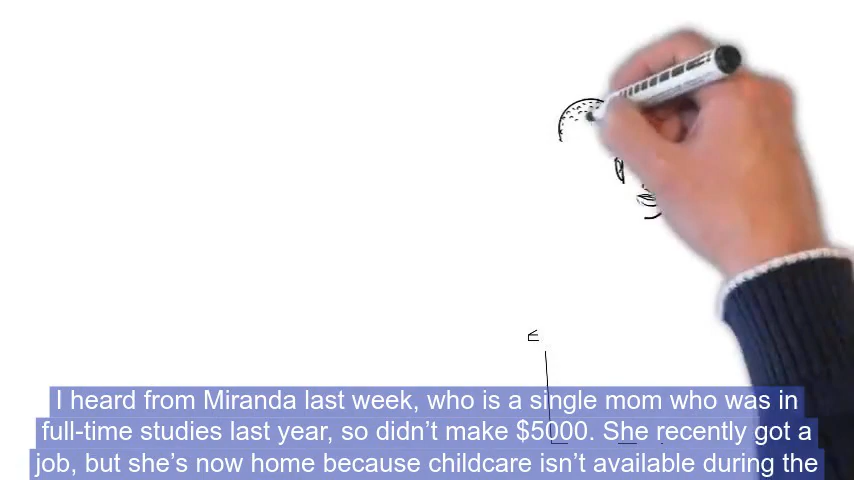 I heard from Miranda last week, who is a single mom who was in
full-time studies last year, so didn’t make $5000. She recently got a
job, but she’s now home because childcare isn’t available during the